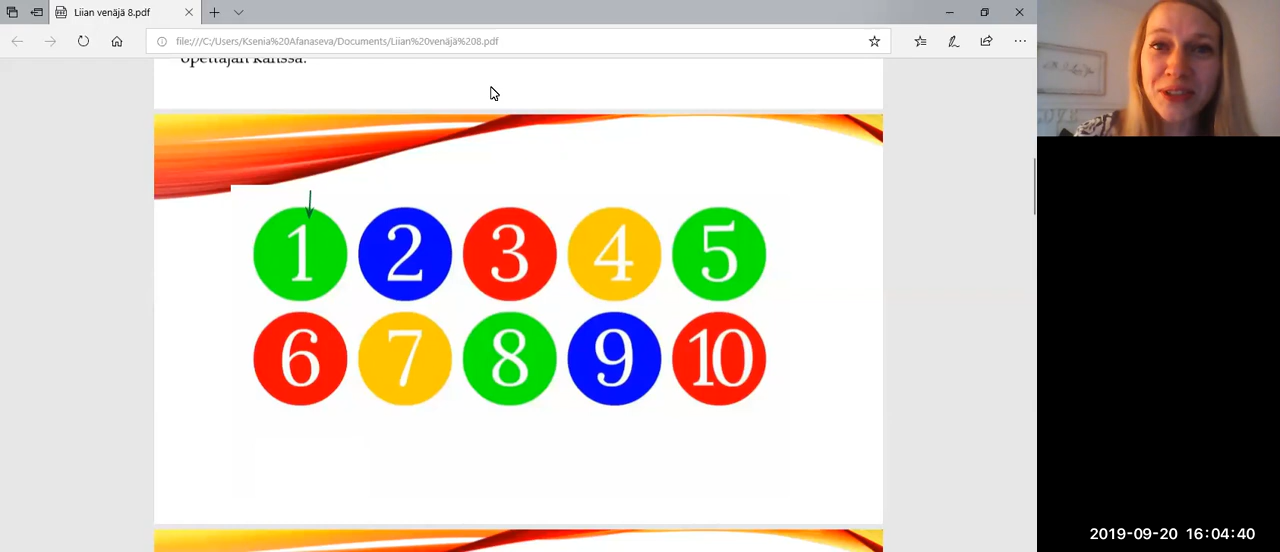 Liian venäjä 8.pdf
file:///C:/Users/Ksenia%20Afanaseva/Documents/Liian%20venäjä%208.pdf
opettajan kanssa.
1 2 3 4 5
6 7 8 9 10
2019-09-20 16:04:40